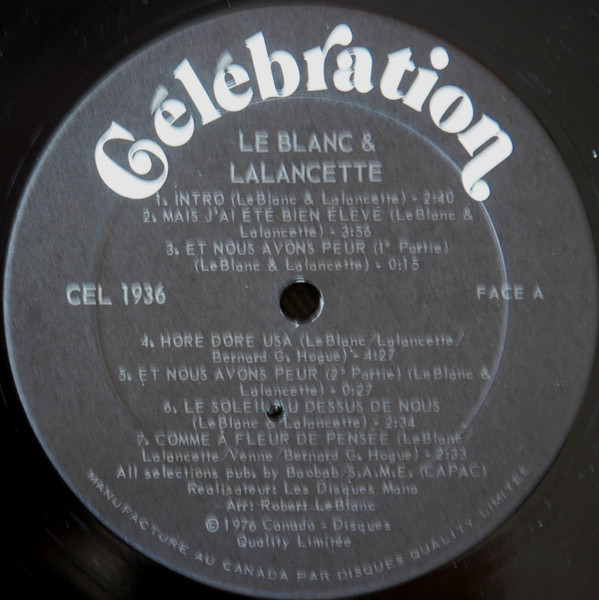 Célébration
LE BLANC &
LALANCETTE
1. INTRO (LeBlanc & Lalancette) - 2:40
2. MAIS J'AI ÉTÉ BIEN ÉLEVÉ (LeBlanc &
Lalancette) - 3:56
3. ET NOUS AVONS PEUR (1° Partie)
(LeBlanc & Lalancette) - 0:15
CEL 1936
FACE A
4. HORE DORE USA (LeBlanc/Lalancette/
Bernard G. Hogue) - 4:27
5. ET NOUS AVONS PEUR (2° Partie) (LeBlanc &
Lalancette) - 0:27
6. LE SOLEIL AU DESSUS DE NOUS
(LeBlanc & Lalancette) - 2:34
7. COMME À FLEUR DE PENSÉE (LeBlanc/
Lalancette/Venne/Bernard G. Hogue) - 2:33
All selections pub. by Baobab/S.A.M.E. (CAPAC)
Réalisateur: Les Disques Mono
Arr: Robert LeBlanc
© 1976 Canada - Disques
Qualité Limitée
MANUFACTURÉ AU CANADA PAR DISQUES QUALITY LIMITÉE